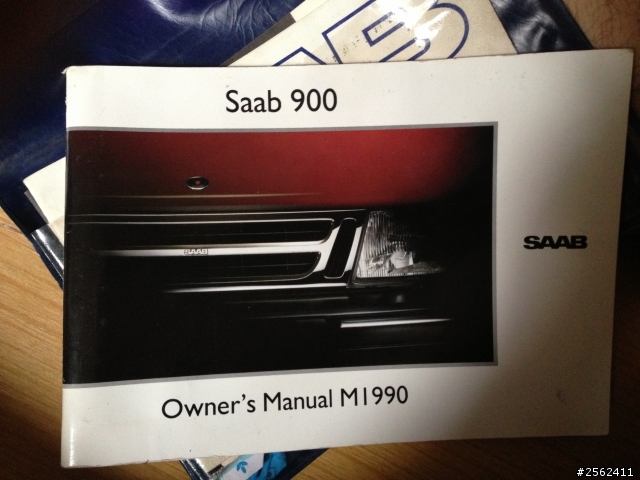 Saab 900
SAAB
SAAB
Owner's Manual M1990
#2562411